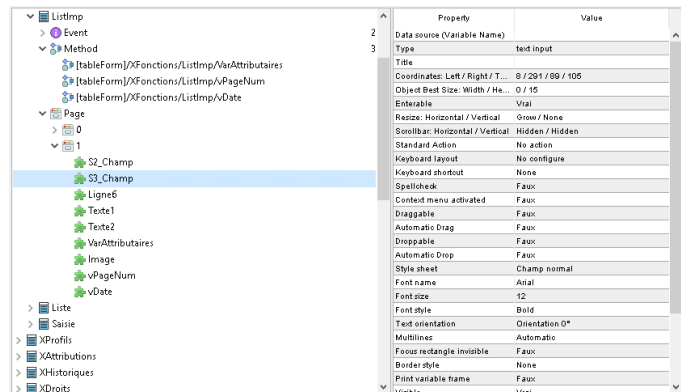 ListImp
Event 2
Method 3
[tableForm]/XFonctions/ListImp/VarAttributaires
[tableForm]/XFonctions/ListImp/vPageNum
[tableForm]/XFonctions/ListImp/vDate
Page
0
1
S2_Champ
S3_Champ
Ligne6
Texte1
Texte2
VarAttributaires
Image
vPageNum
vDate
Liste
Saisie
XProfils
XAttributions
XHistoriques
XDroits
Property Value
Data source (Variable Name)
Type text input
Title
Coordinates: Left / Right / T... 8 / 291 / 89 / 105
Object Best Size: Width / He... 0 / 15
Enterable Vrai
Resize: Horizontal / Vertical Grow / None
Scrollbar: Horizontal / Vertical Hidden / Hidden
Standard Action No action
Keyboard layout No configure
Keyboard shortcut None
Spellcheck Faux
Context menu activated Faux
Draggable Faux
Automatic Drag Faux
Droppable Faux
Automatic Drop Faux
Style sheet Champ normal
Font name Arial
Font size 12
Font style Bold
Text orientation Orientation 0°
Multilines Automatic
Focus rectangle invisible Faux
Border style None
Print variable frame Faux
Visible Vrai